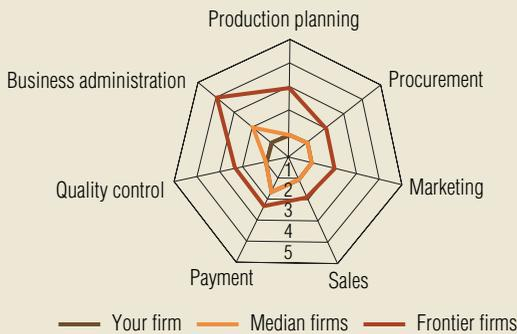 Production planning
Business administration
Procurement
Quality control
Marketing
1
2
3
4
5
Payment
Sales
Your firm Median firms Frontier firms